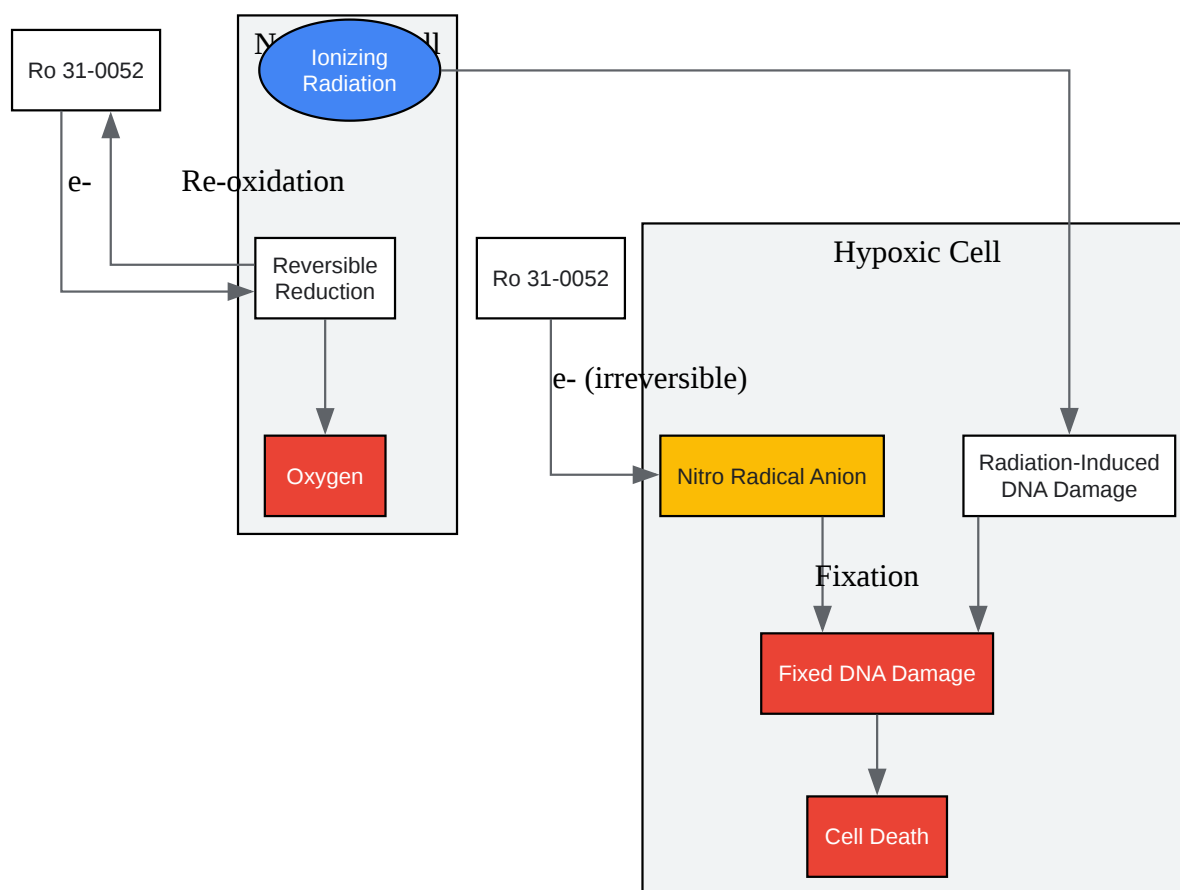 Ionizing
Radiation
Ro 31-0052
e-
Re-oxidation
Reversible
Reduction
Oxygen
Hypoxic Cell
Ro 31-0052
e- (irreversible)
Nitro Radical Anion
Radiation-Induced
DNA Damage
Fixation
Fixed DNA Damage
Cell Death